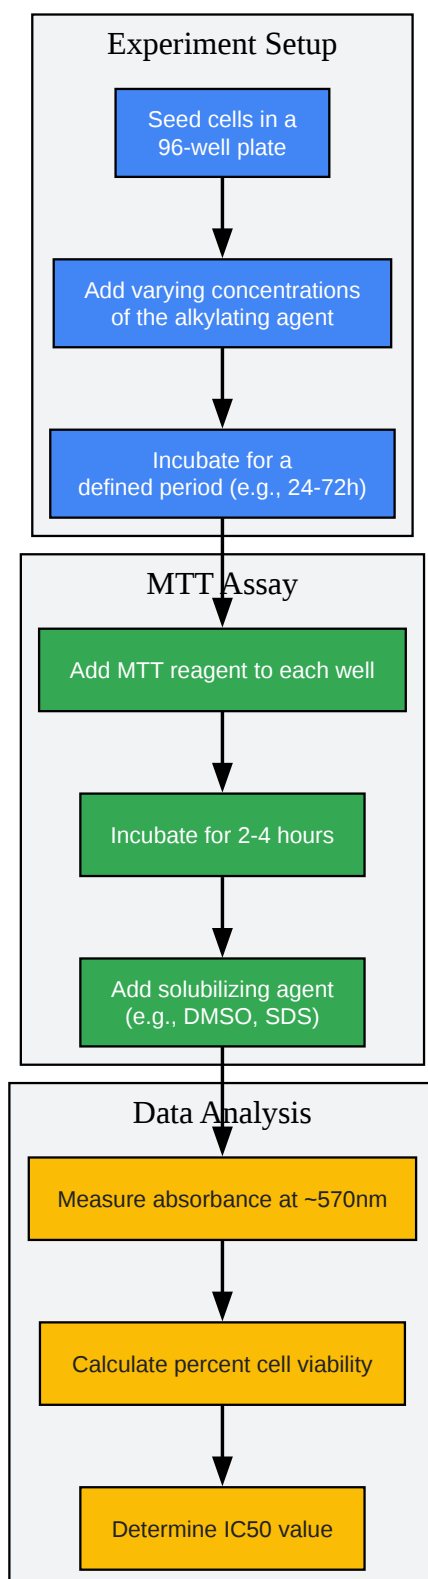 Experiment Setup
Seed cells in a
96-well plate
Add varying concentrations
of the alkylating agent
Incubate for a
defined period (e.g., 24-72h)
MTT Assay
Add MTT reagent to each well
Incubate for 2-4 hours
Add solubilizing agent
(e.g., DMSO, SDS)
Data Analysis
Measure absorbance at ~570nm
Calculate percent cell viability
Determine IC50 value